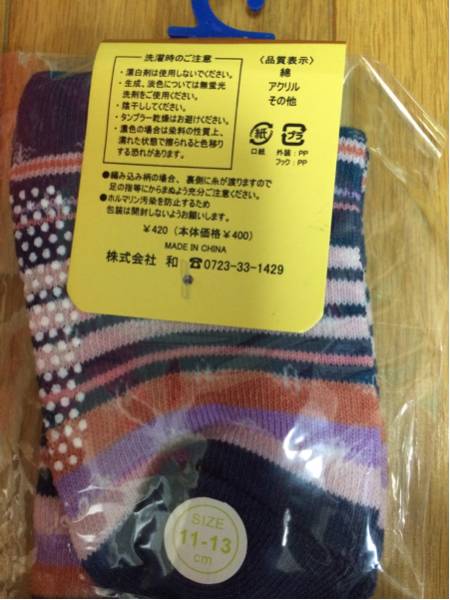 洗濯時のご注意
・漂白剤は使用しないでください。
・生成、淡色については無蛍光
洗剤をご使用ください。
・陰干ししてください。
・タンブラー乾燥はお避けください。
・濃色の場合は染料の性質上、
濡れた状態で擦られると色移り
する恐れがあります。
〈品質表示〉
綿
アクリル
その他
紙
プラ
口紙
外装：PP
フック：PP
●編み込み柄の場合、裏側に糸が渡りますので
足の指等にからまぬよう充分ご注意ください。
●ホルマリン汚染を防止するため
包装は開封しないようお願いします。
￥420（本体価格￥400）
MADE IN CHINA
株式会社 和 ☎0723-33-1429
SIZE
11-13
cm